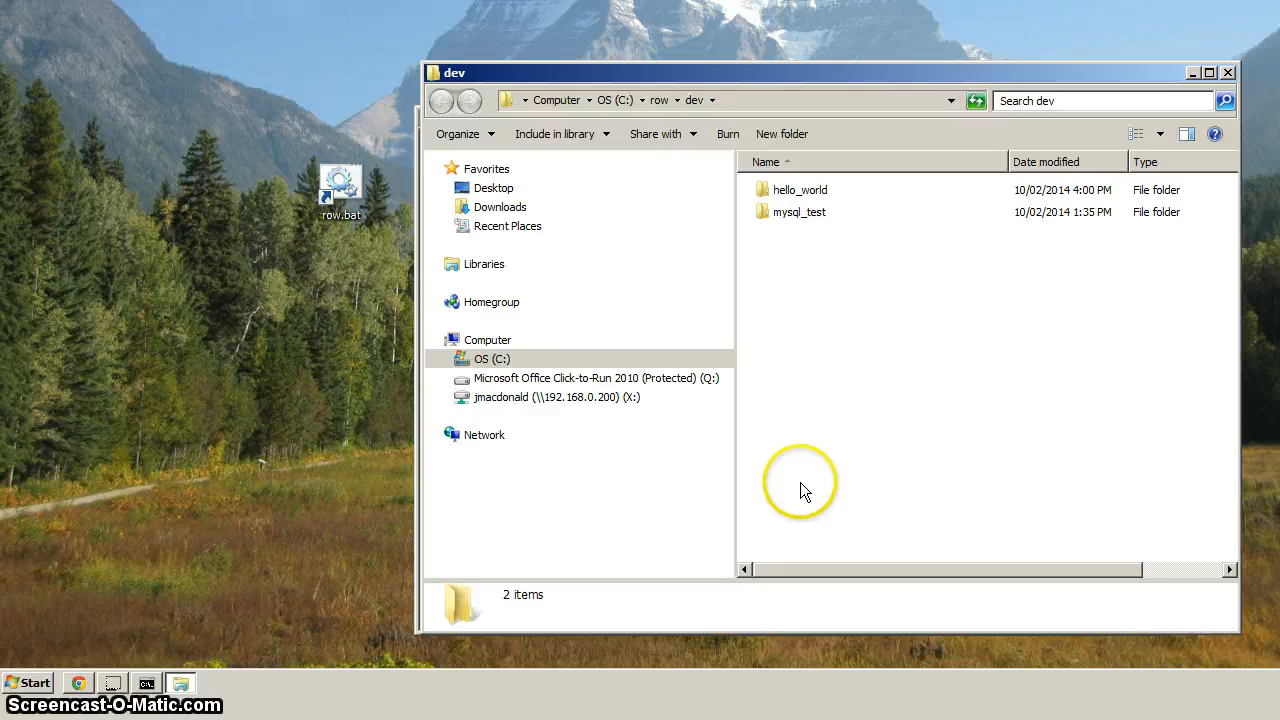 dev
Computer OS (C:) row dev
Search dev
Organize Include in library Share with Burn New folder
Favorites
Desktop
Downloads
Recent Places
Libraries
Homegroup
Computer
OS (C:)
Microsoft Office Click-to-Run 2010 (Protected) (Q:)
jmacdonald (\\192.168.0.200) (X:)
Network
Name Date modified Type
hello_world 10/02/2014 4:00 PM File folder
mysql_test 10/02/2014 1:35 PM File folder
2 items
row.bat
Start
C:\.
Screencast-O-Matic.com